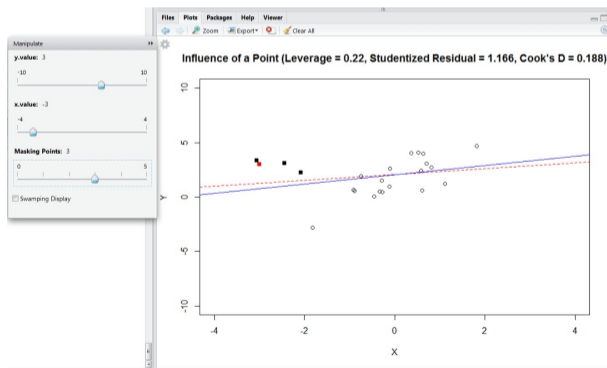 Files Plots Packages Help Viewer
Zoom Export Clear All
Manipulate
y.value: 3
-10 10
x.value: -3
-4 4
Masking Points: 3
0 5
Swamping Display
Influence of a Point (Leverage = 0.22, Studentized Residual = 1.166, Cook's D = 0.188)
10
5
0
-5
-10
Y
-4 -2 0 2 4
X